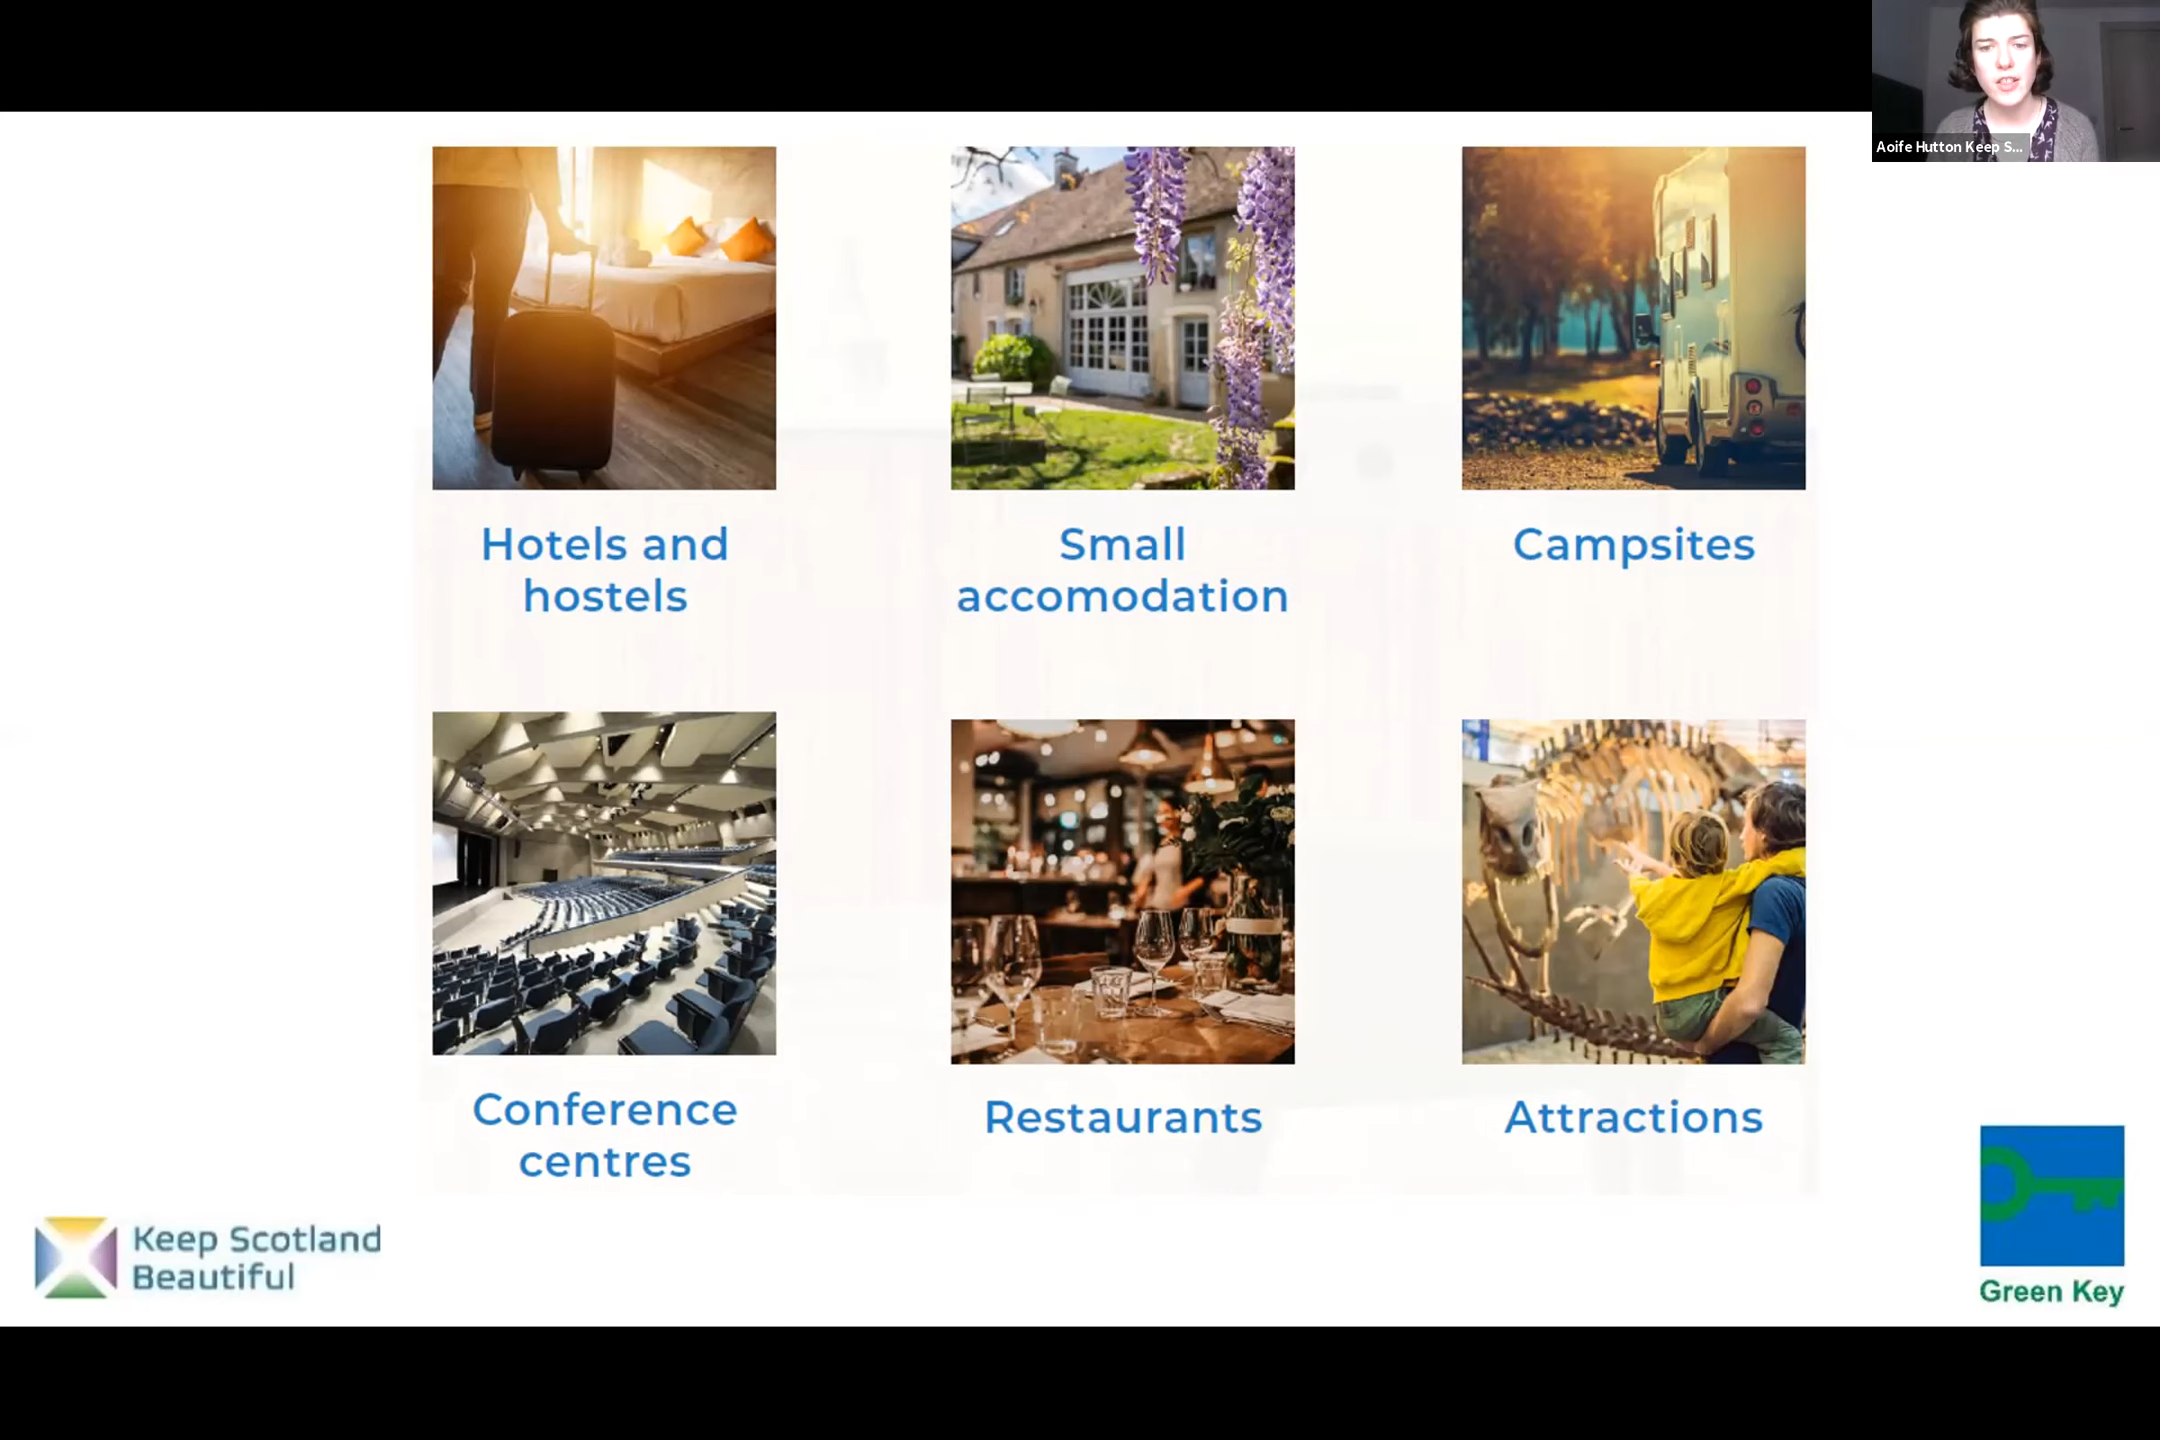 Aoife Hutton Keep S...
Hotels and
hostels
Small
accomodation
Campsites
Conference
centres
Restaurants
Attractions
Keep Scotland
Beautiful
Green Key